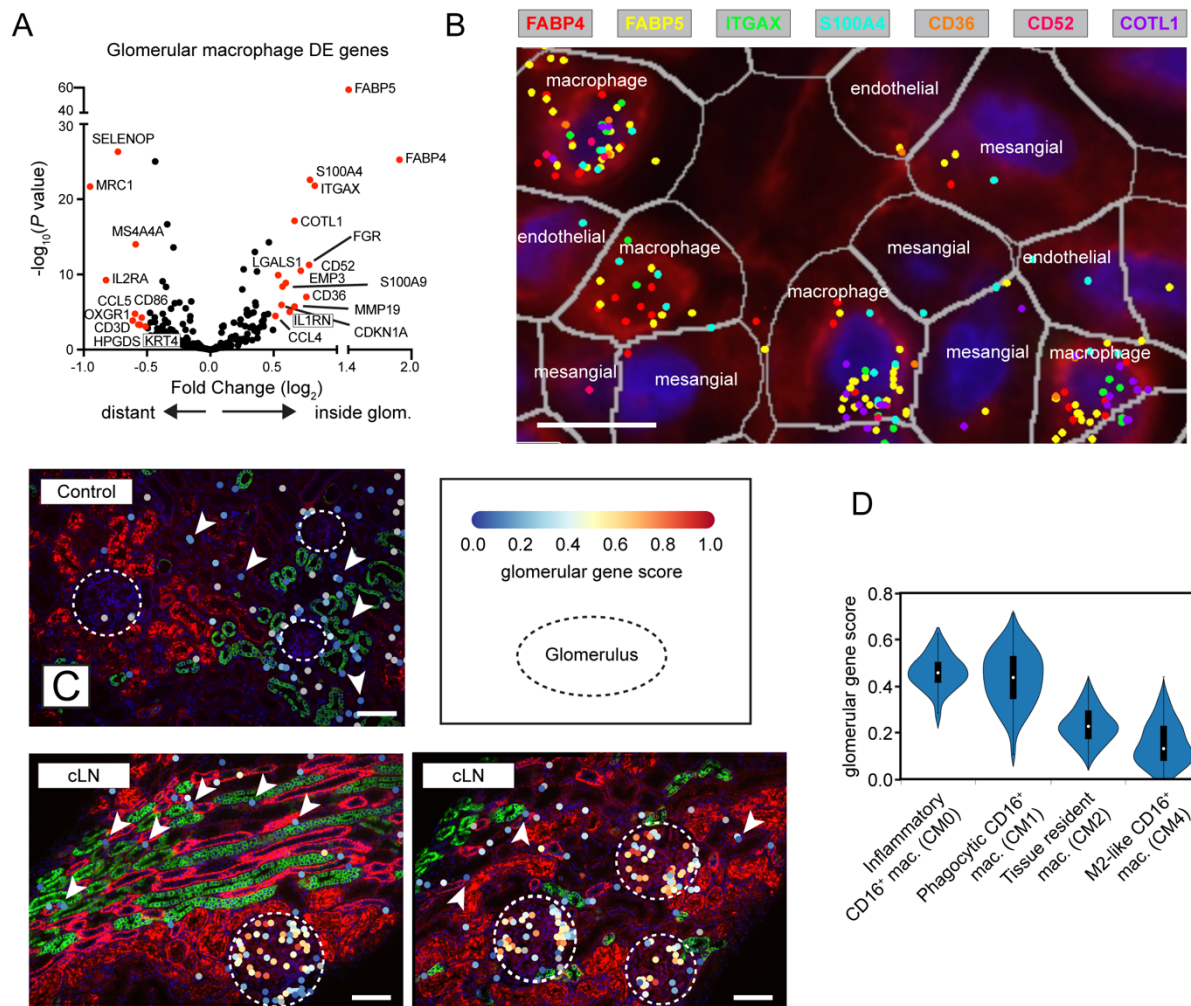 A
Glomerular macrophage DE genes
60
40
30
20
10
0
-log10(P value)
FABP5
SELENOP
FABP4
MRC1
S100A4
ITGAX
COTL1
MS4A4A
FGR
LGALS1
CD52
IL2RA
EMP3
S100A9
CCL5 CD86
CD36
OXGR1
MMP19
CD3D
IL1RN
CDKN1A
HPGDS KRT4
CCL4
-1.0 -0.5 0.0 0.5 1.4 2.0
Fold Change (log2)
distant
inside glom.
B
FABP4 FABP5 ITGAX S100A4 CD36 CD52 COTL1
macrophage
endothelial
mesangial
endothelial
macrophage
mesangial
macrophage
macrophage
mesangial
mesangial
mesangial
Control
C
0.0 0.2 0.4 0.6 0.8 1.0
glomerular gene score
Glomerulus
cLN
cLN
D
glomerular gene score
0.8
0.6
0.4
0.2
0.0
Inflammatory
CD16+ mac. (CM0)
Phagocytic CD16+
mac. (CM1)
Tissue resident
mac. (CM2)
M2-like CD16+
mac. (CM4)